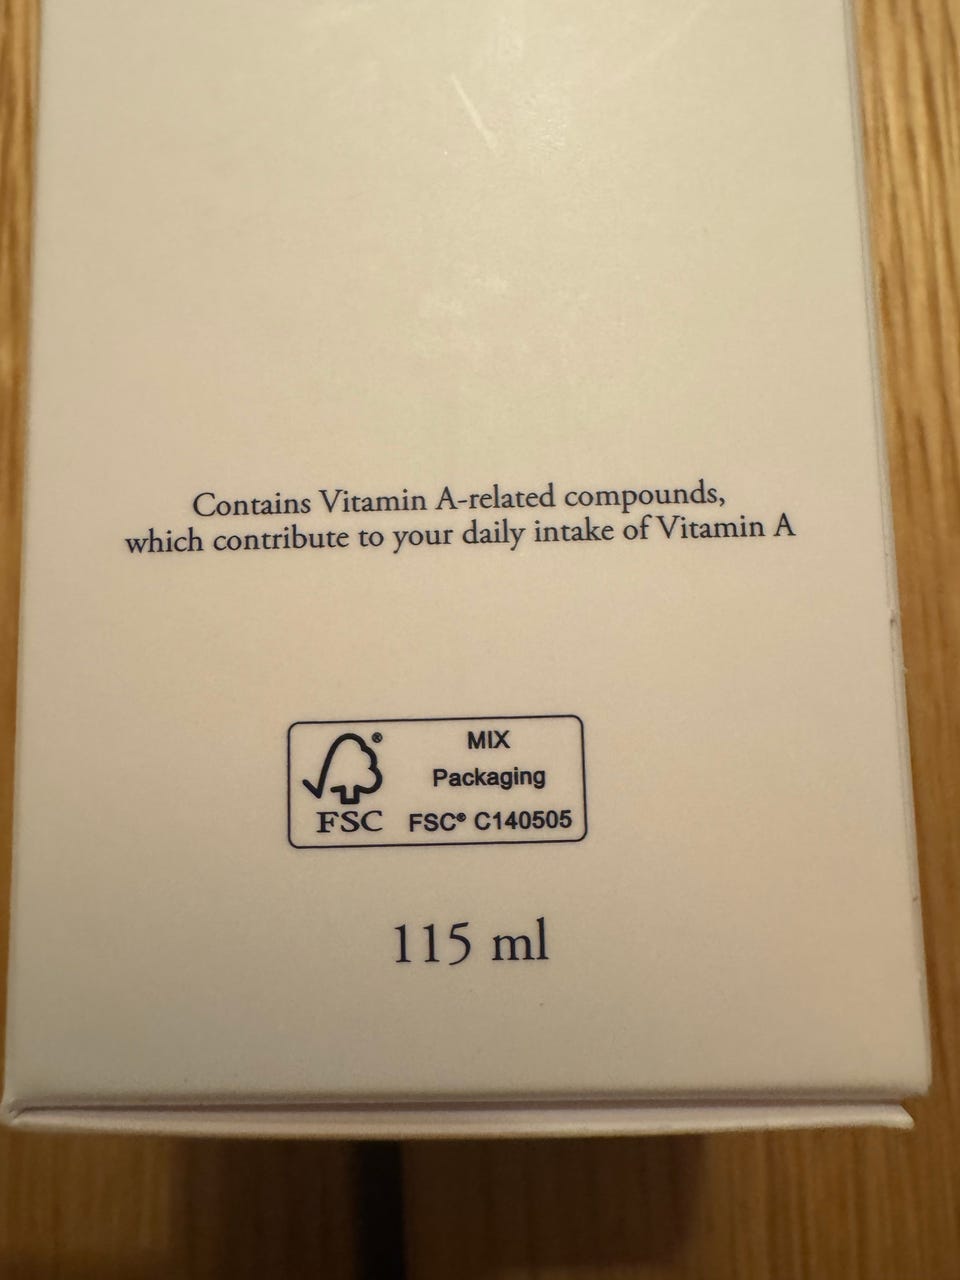 Contains Vitamin A-related compounds,
which contribute to your daily intake of Vitamin A
MIX
Packaging
FSC® C140505
®
FSC
115 ml